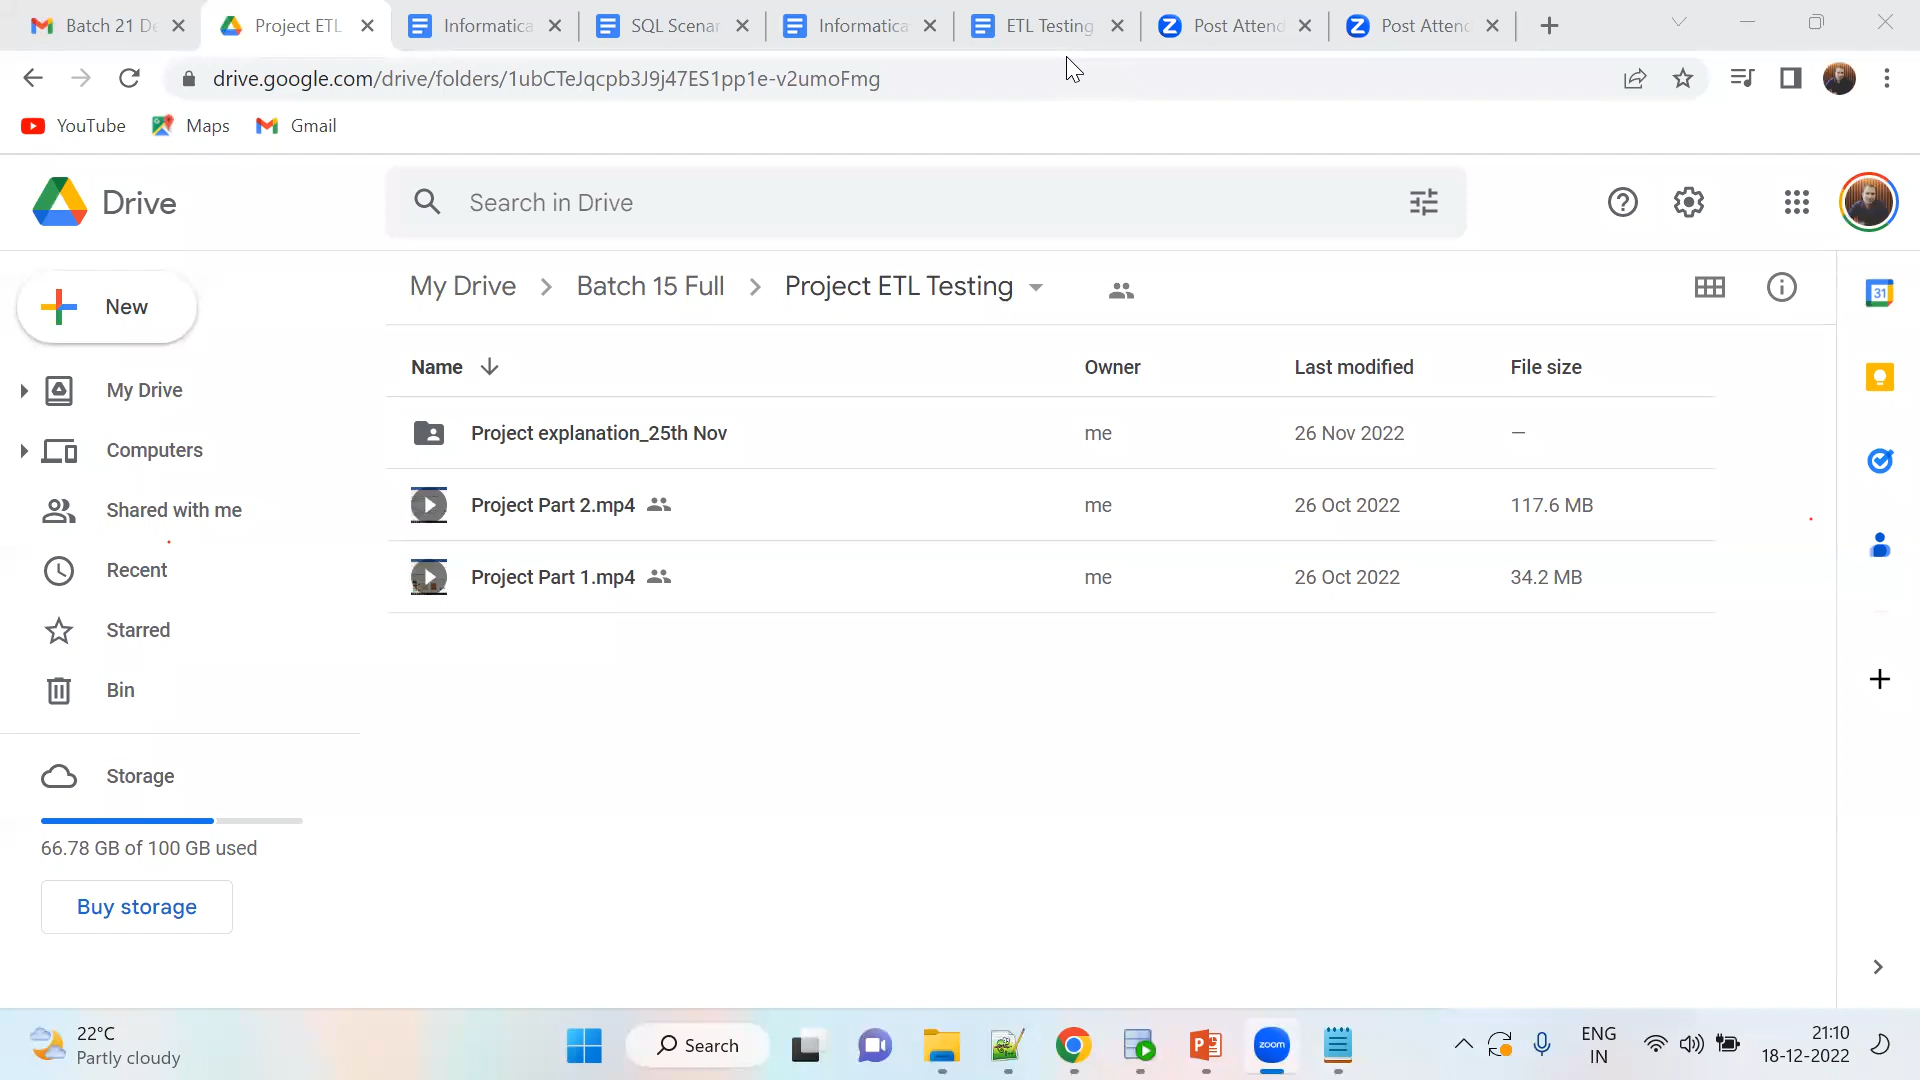 Batch 21 De
Project ETL
Informatica
SQL Scenar
Informatica
ETL Testing
Post Attend
Post Attend
drive.google.com/drive/folders/1ubCTeJqcpb3J9j47ES1pp1e-v2umoFmg
YouTube
Maps
Gmail
Drive
Search in Drive
New
My Drive
Computers
Shared with me
Recent
Starred
Bin
Storage
66.78 GB of 100 GB used
Buy storage
My Drive > Batch 15 Full > Project ETL Testing
Name Owner Last modified File size
Project explanation_25th Nov me 26 Nov 2022 —
Project Part 2.mp4 me 26 Oct 2022 117.6 MB
Project Part 1.mp4 me 26 Oct 2022 34.2 MB
31
22°C
Partly cloudy
Search
zoom
ENG
IN
21:10
18-12-2022